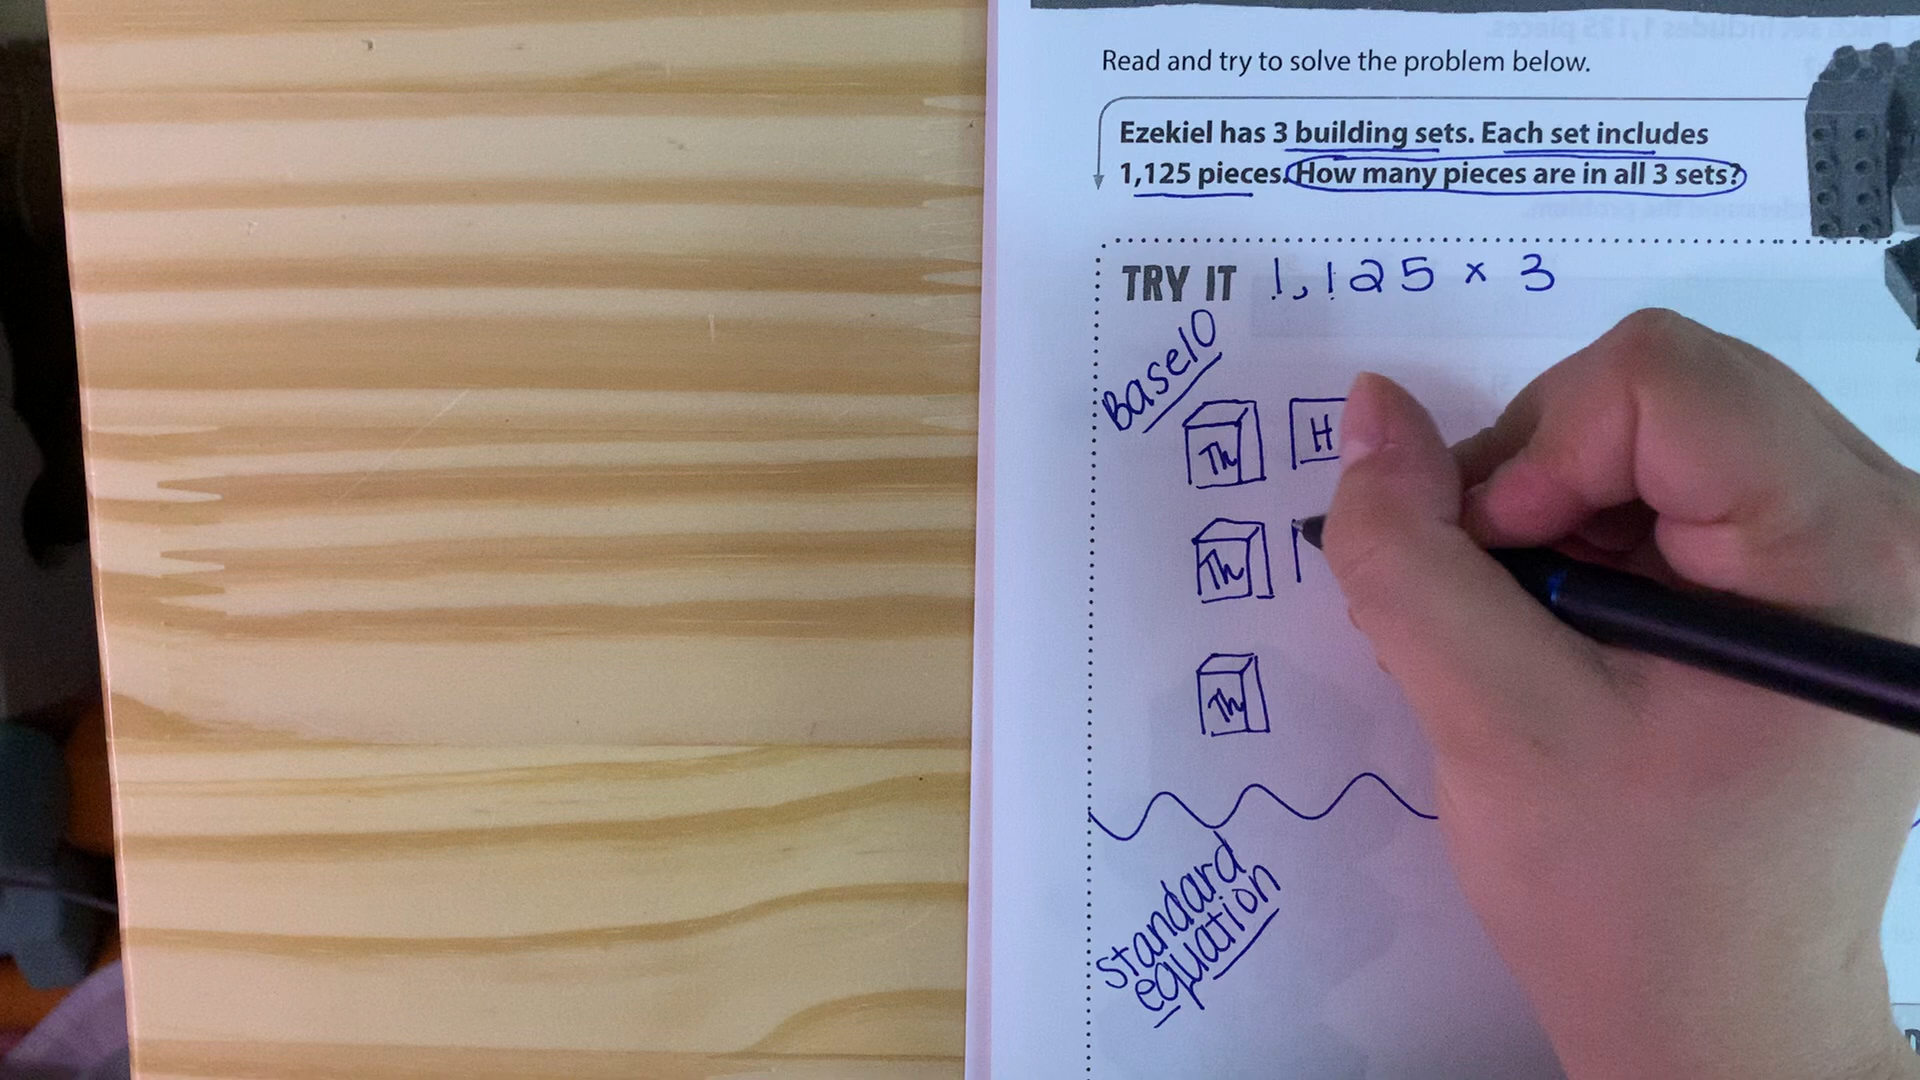 Read and try to solve the problem below.
Ezekiel has 3 building sets. Each set includes
1,125 pieces. How many pieces are in all 3 sets?
TRY IT 1,125 x 3
Base10
Th H
Th
Th
Standard
equation